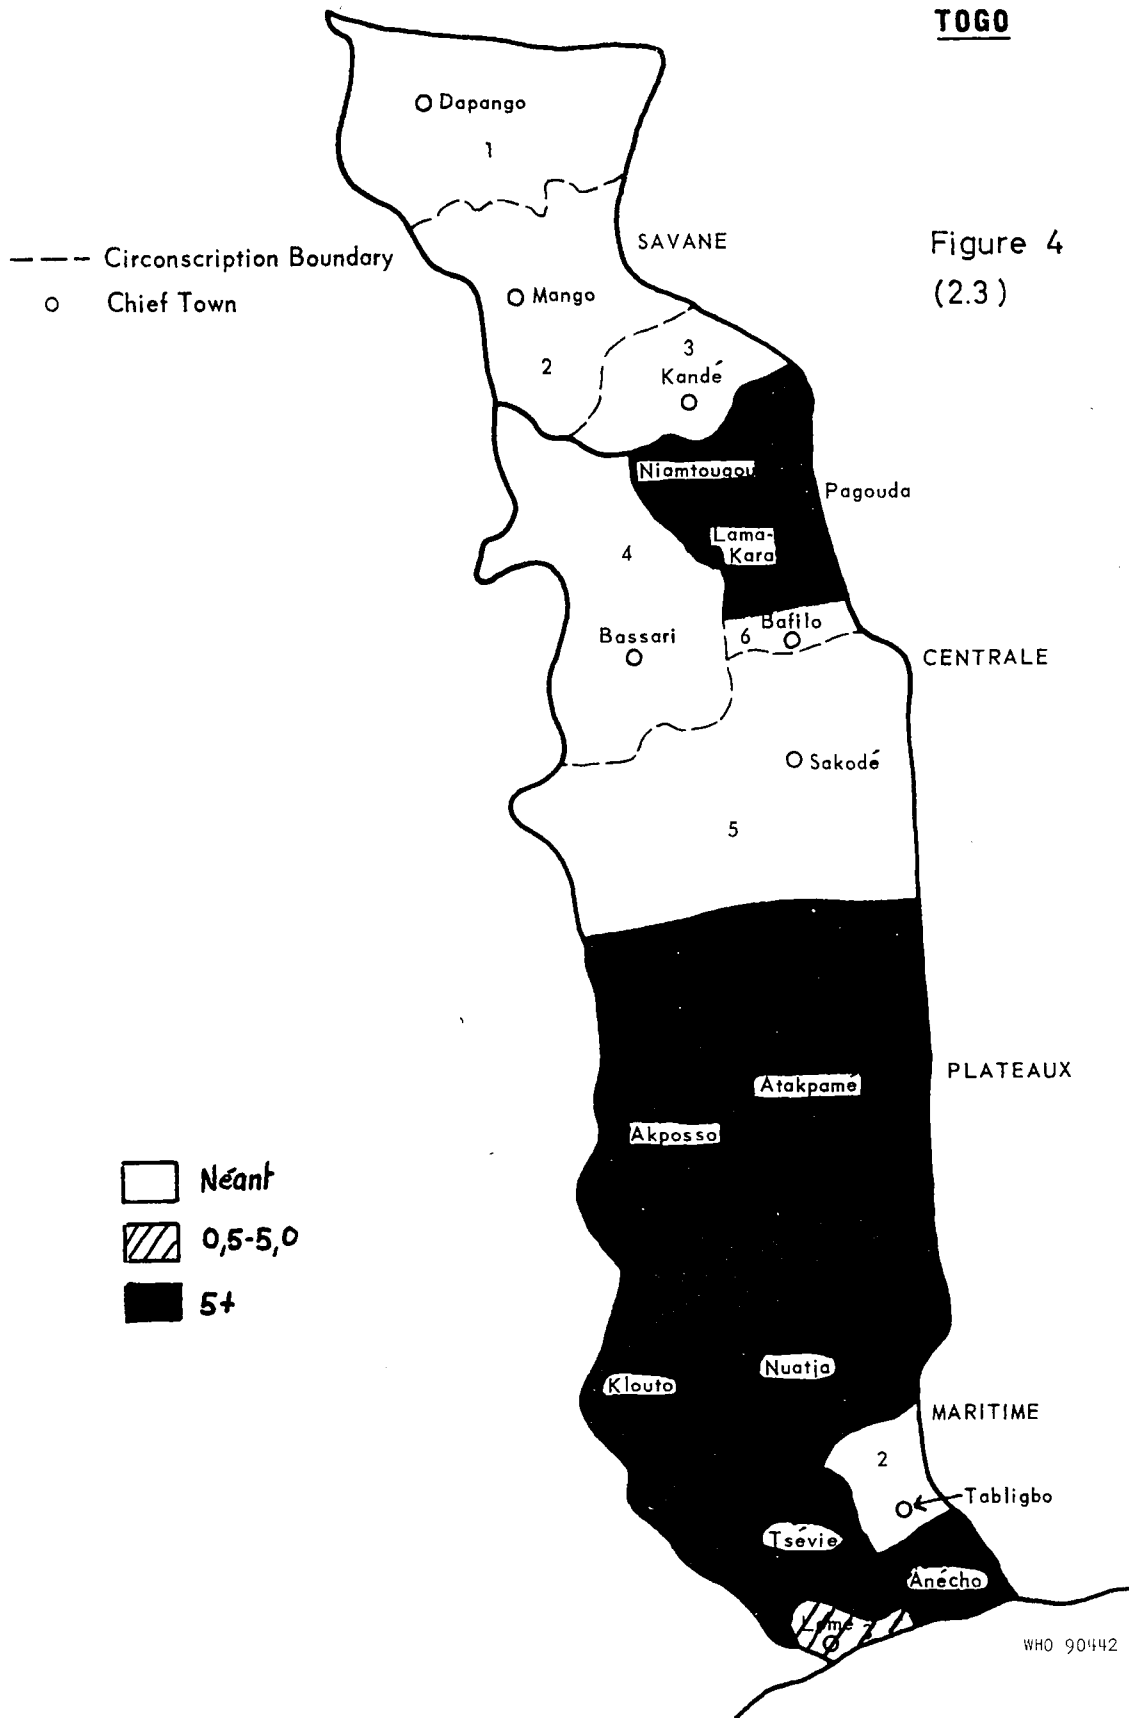 TOGO
Dapango
1
SAVANE
Figure 4
(2.3)
Circonscription Boundary
Chief Town
Mango
2
3
Kandé
Niamtougou
Pagouda
Lama-
Kara
4
Bafilo
6
Bassari
CENTRALE
Sakodé
5
PLATEAUX
Atakpamé
Akposso
Néant
0,5-5,0
5+
Nuatja
Klouto
MARITIME
2
Tabligbo
Tsévie
Anécho
Lomé
WHO 90442